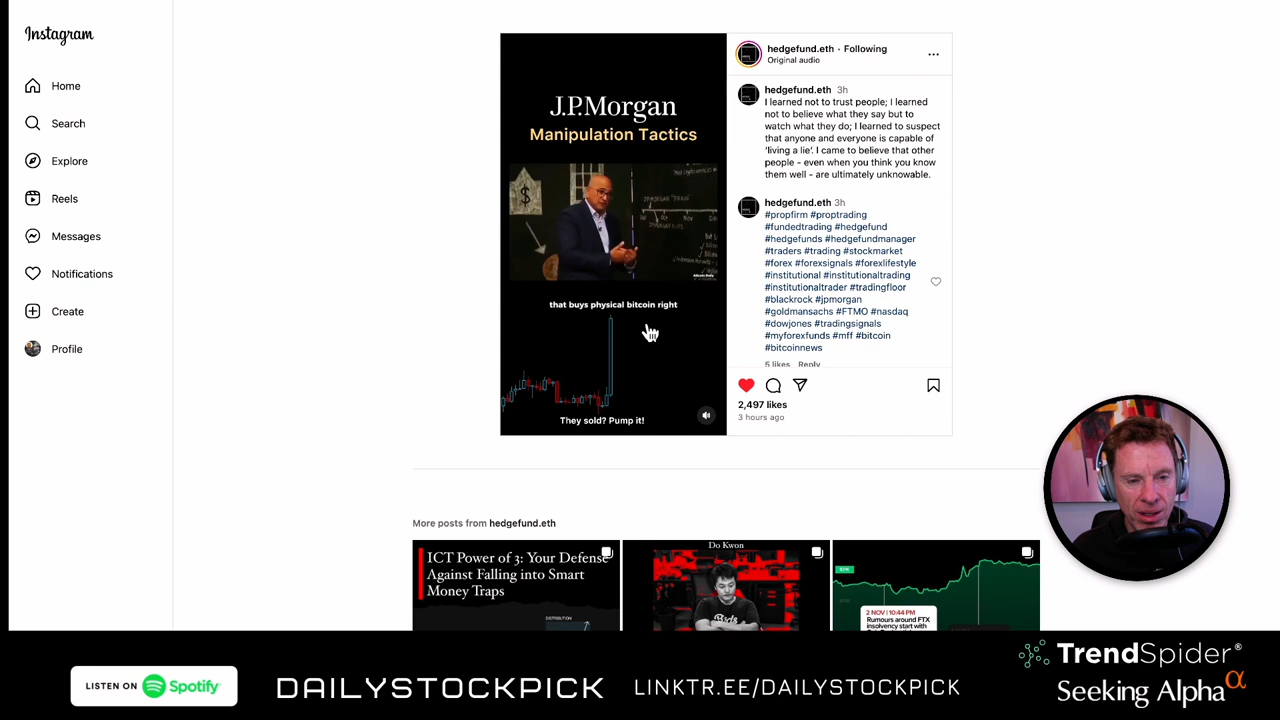 Instagram
Home
Search
Explore
Reels
Messages
Notifications
Create
Profile
J.P.Morgan
Manipulation Tactics
that buys physical bitcoin right
They sold? Pump it!
hedgefund.eth • Following
Original audio
hedgefund.eth 3h
I learned not to trust people; I learned
not to believe what they say but to
watch what they do; I learned to suspect
that anyone and everyone is capable of
'living a lie'. I came to believe that other
people - even when you think you know
them well - are ultimately unknowable.
hedgefund.eth 3h
#propfirm #proptrading
#fundedtrading #hedgefund
#hedgefunds #hedgefundmanager
#traders #trading #stockmarket
#forex #forexsignals #forexlifestyle
#institutional #institutionaltrading
#institutionaltrader #tradingfloor
#blackrock #jpmorgan
#goldmansachs #FTMO #nasdaq
#dowjones #tradingsignals
#myforexfunds #mff #bitcoin
#bitcoinnews
5 likes Reply
2,497 likes
3 hours ago
More posts from hedgefund.eth
ICT Power of 3: Your Defense
Against Falling into Smart
Money Traps
DISTRIBUTION
Do Kwon
2 NOV | 10:44 PM
Rumours around FTX
insolvency start with
LISTEN ON Spotify
DAILYSTOCKPICK
LINKTR.EE/DAILYSTOCKPICK
TrendSpider®
Seeking Alpha α